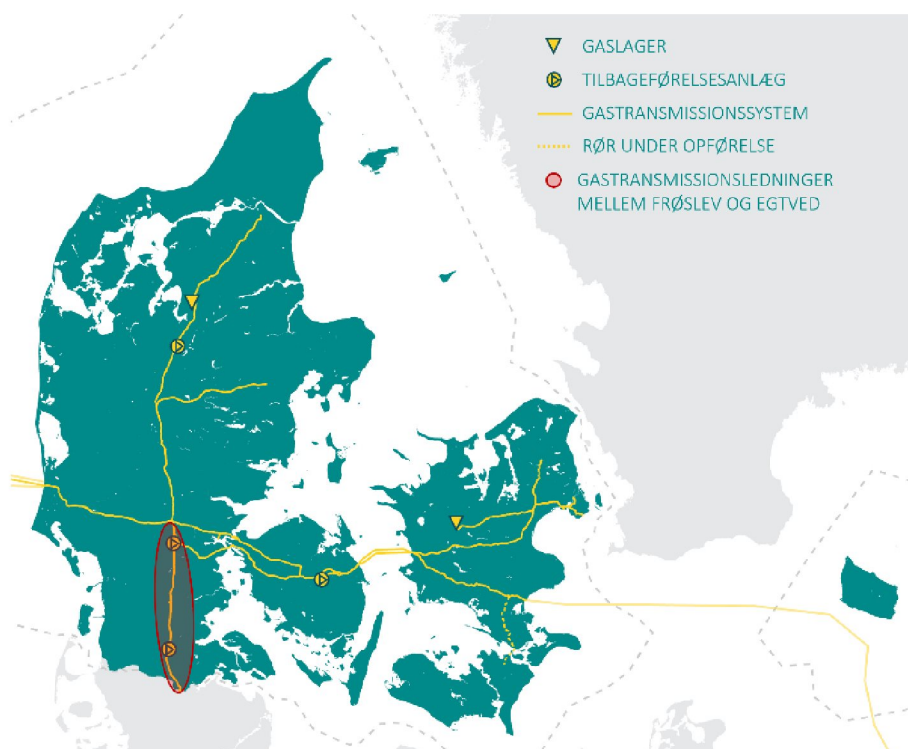 GASLAGER
TILBAGEFØRELSESANLÆG
GASTRANSMISSIONSSYSTEM
RØR UNDER OPFØRELSE
GASTRANSMISSIONSLEDNINGER
MELLEM FRØSLEV OG EGTVED